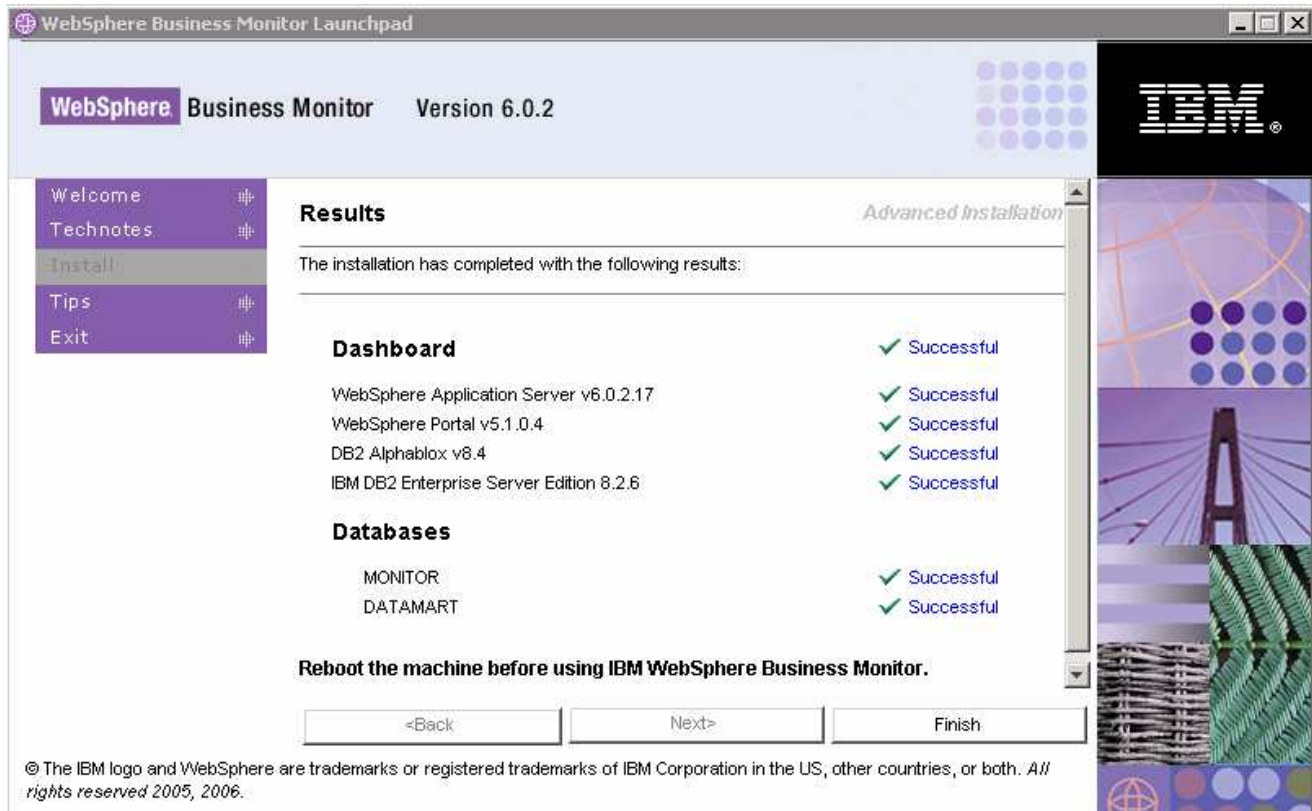 WebSphere Business Monitor Launchpad
WebSphere. Business Monitor Version 6.0.2
IBM®
Welcome
Technotes
Install
Tips
Exit
Results Advanced Installation
The installation has completed with the following results:
Dashboard Successful
WebSphere Application Server v6.0.2.17 Successful
WebSphere Portal v5.1.0.4 Successful
DB2 Alphablox v8.4 Successful
IBM DB2 Enterprise Server Edition 8.2.6 Successful
Databases
MONITOR Successful
DATAMART Successful
Reboot the machine before using IBM WebSphere Business Monitor.
<Back Next> Finish
© The IBM logo and WebSphere are trademarks or registered trademarks of IBM Corporation in the US, other countries, or both. All
rights reserved 2005, 2006.